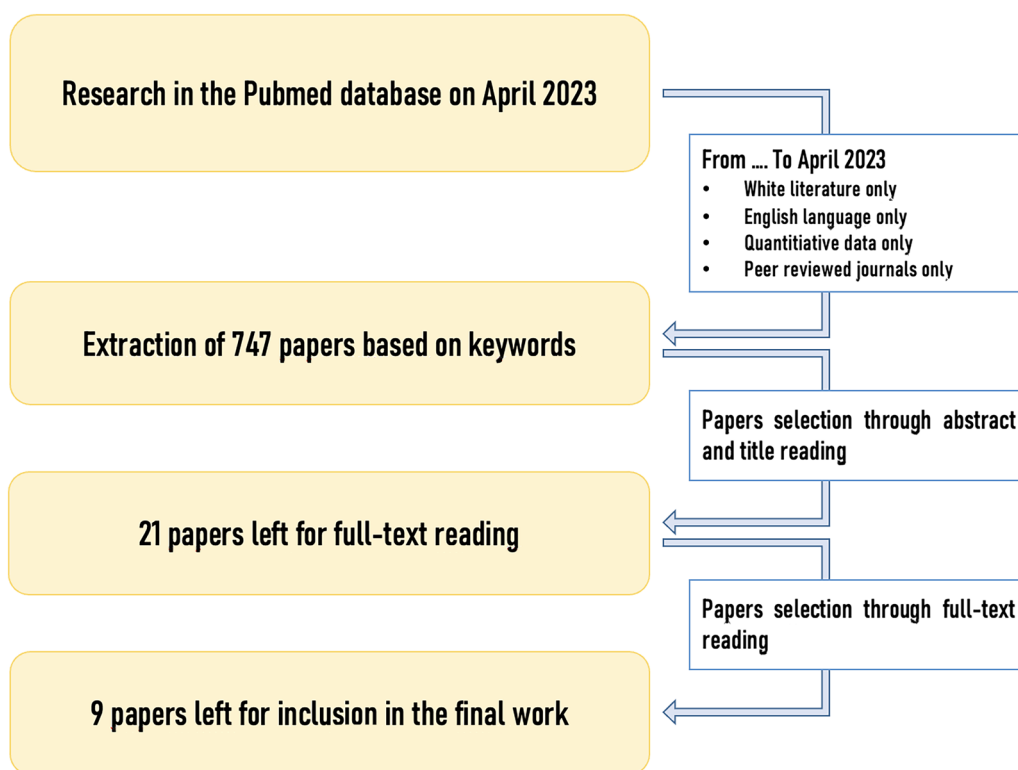 Research in the Pubmed database on April 2023
From .... To April 2023
• White literature only
• English language only
• Quantitiative data only
• Peer reviewed journals only
Extraction of 747 papers based on keywords
Papers selection through abstract
and title reading
21 papers left for full-text reading
Papers selection through full-text
reading
9 papers left for inclusion in the final work